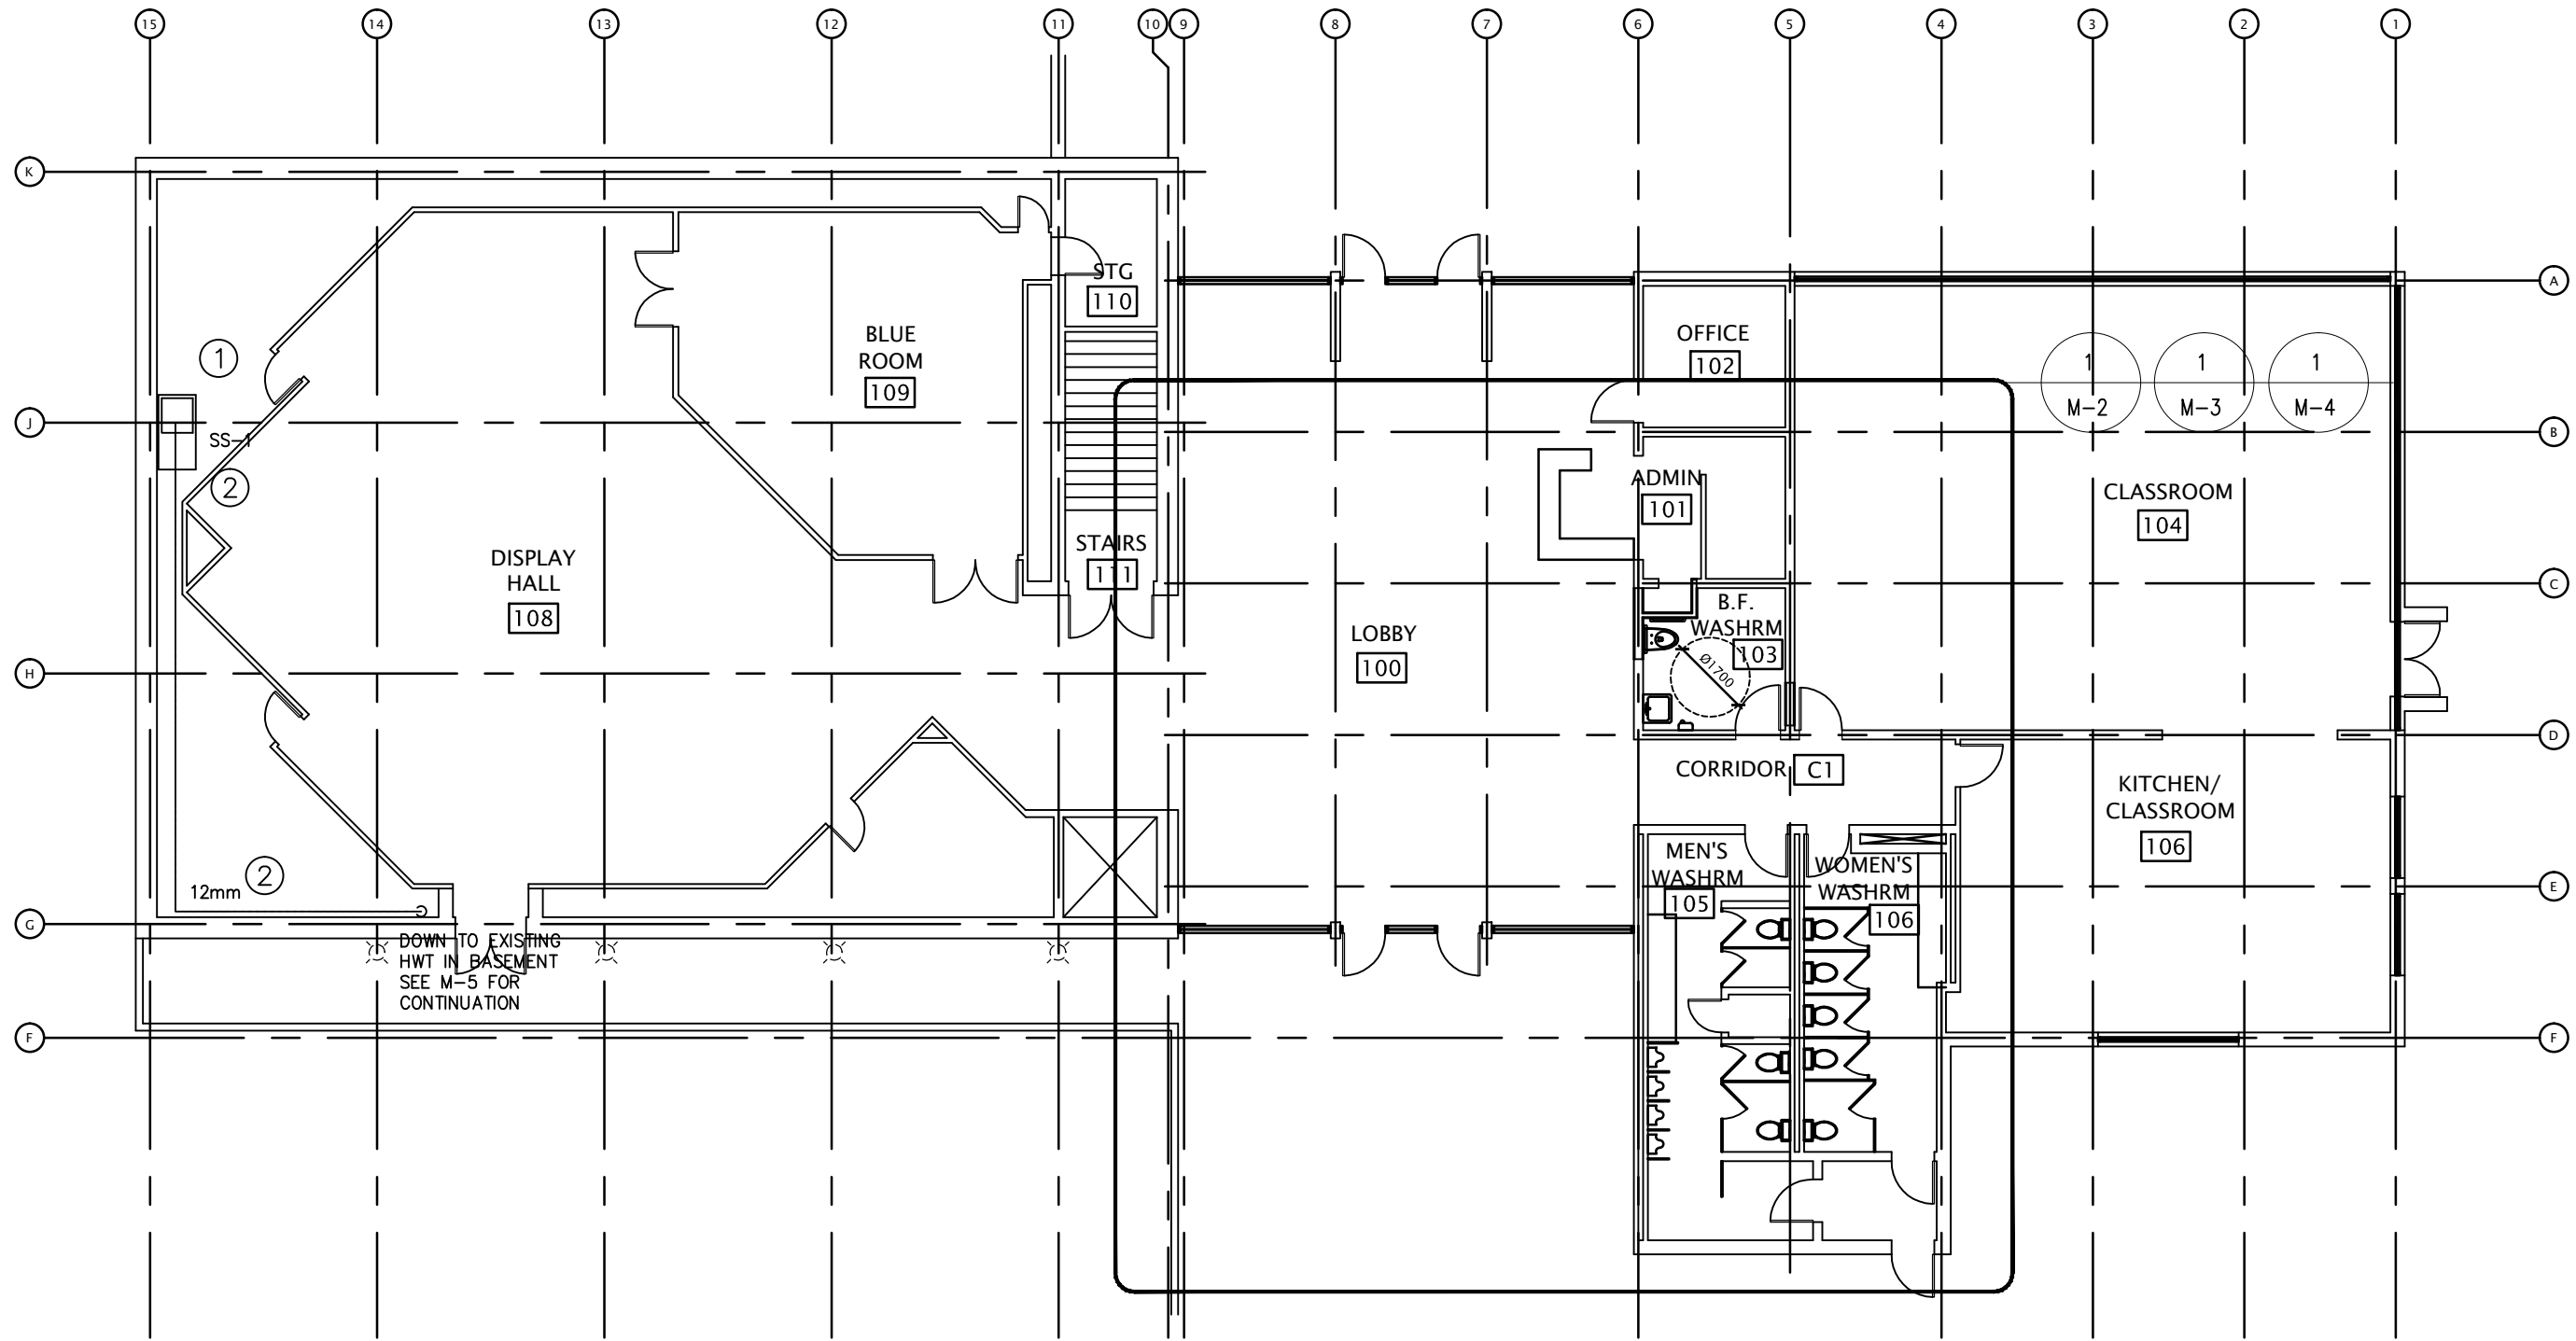 15
14
13
12
11
10
9
8
7
6
5
4
3
2
1
K
A
STG
110
1
BLUE
ROOM
109
OFFICE
102
1
M-2
1
M-3
1
M-4
J
B
SS-1
2
ADMIN
101
CLASSROOM
104
DISPLAY
HALL
108
STAIRS
111
C
B.F.
WASHRM
103
LOBBY
100
Ø1700
H
D
CORRIDOR
C1
KITCHEN/
CLASSROOM
106
MEN'S
WASHRM
105
WOMEN'S
WASHRM
106
2
12mm
E
G
DOWN TO EXISTING
HWT IN BASEMENT
SEE M-5 FOR
CONTINUATION
F
F